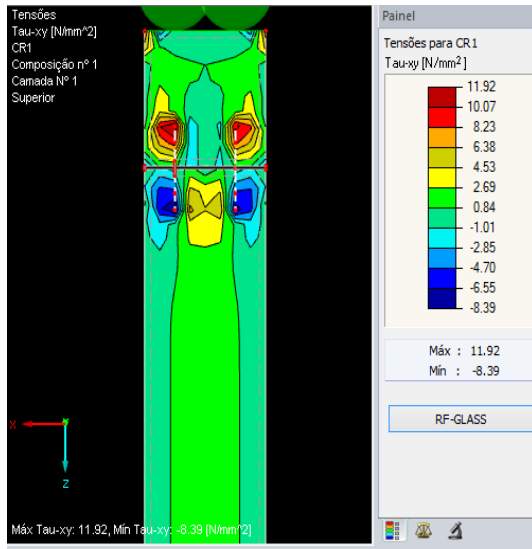 Tensões
Tau-xy [N/mm^2]
CR1
Composição nº 1
Camada Nº 1
Superior
X
Z
Máx Tau-xy: 11.92, Mín Tau-xy: -8.39 [N/mm^2]
Painel
Tensões para CR1
Tau-xy [N/mm²]
11.92
10.07
8.23
6.38
4.53
2.69
0.84
-1.01
-2.85
-4.70
-6.55
-8.39
Máx : 11.92
Mín : -8.39
RF-GLASS